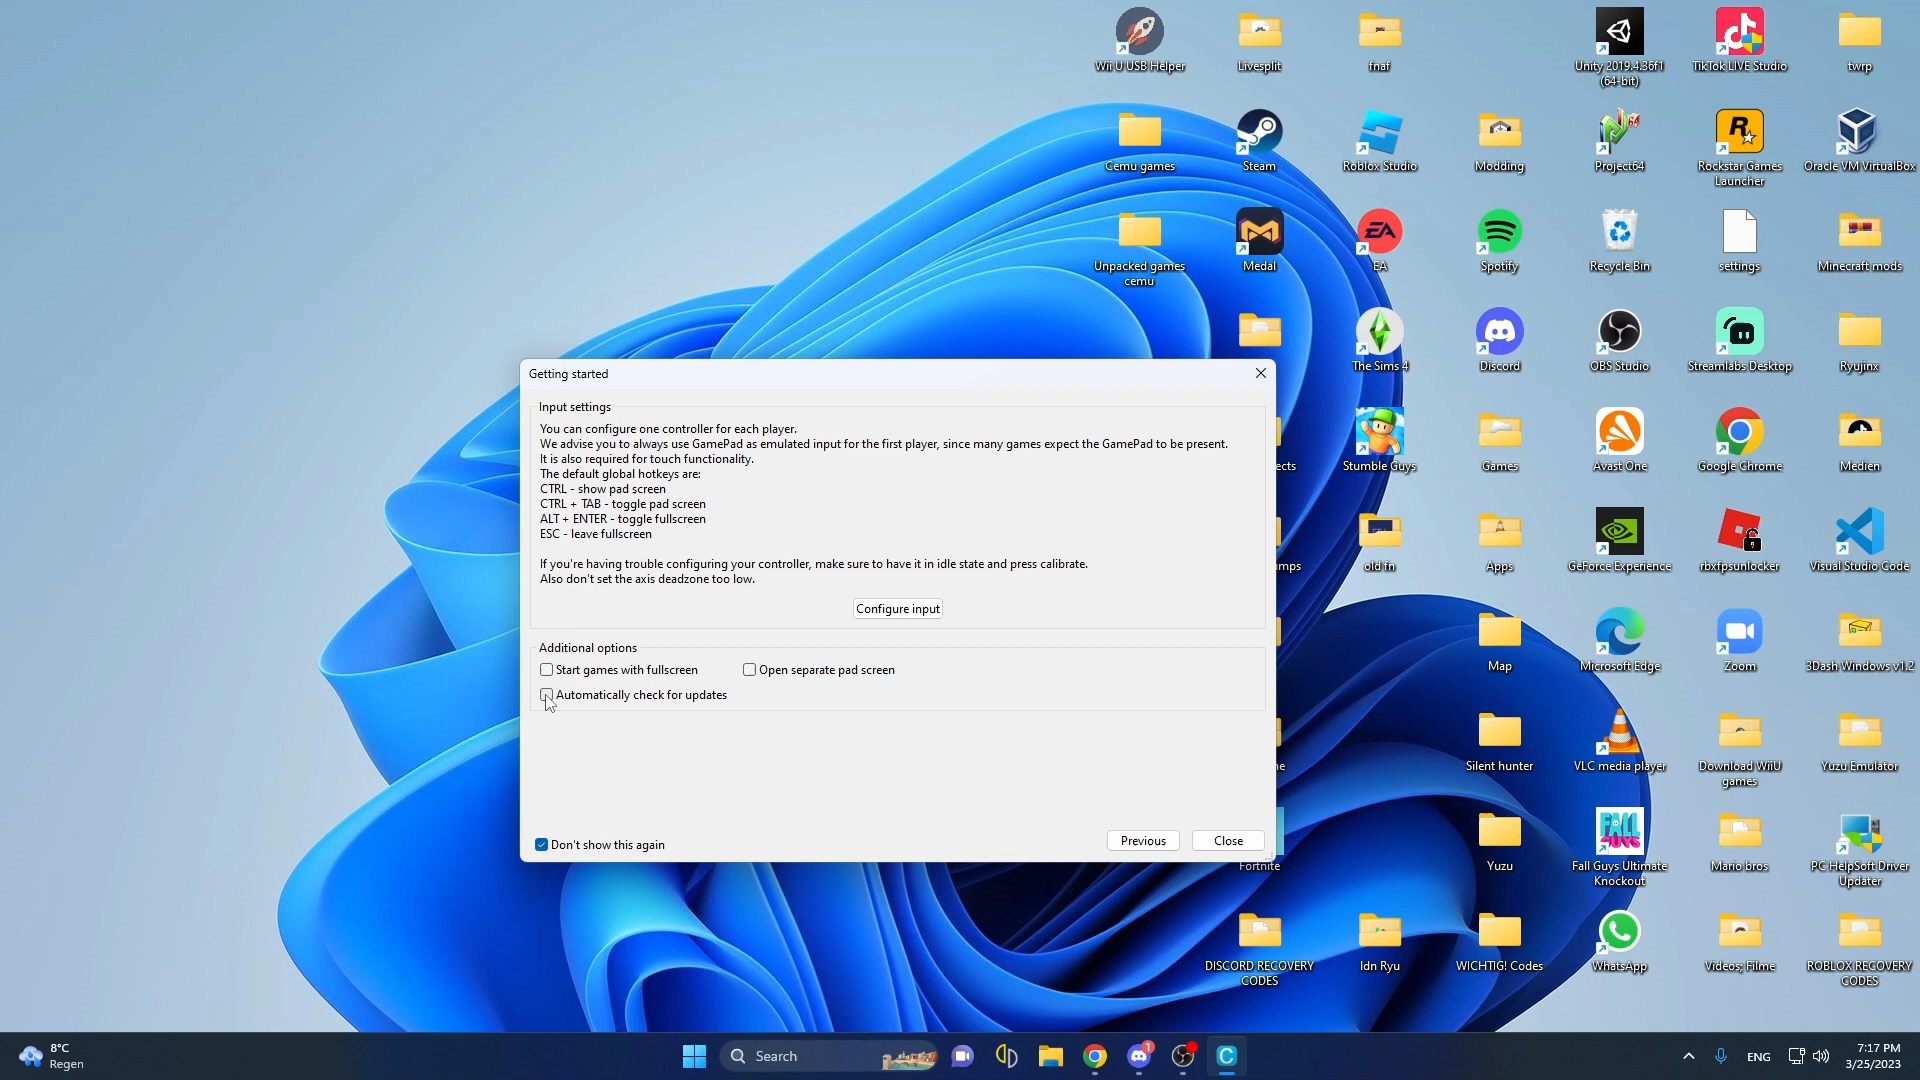 Wii U USB Helper
Livesplit
fnaf
Unity 2019.4.36f1
(64-bit)
TikTok LIVE Studio
twrp
Cemu games
Steam
Roblox Studio
Modding
Project64
Rockstar Games
Launcher
Oracle VM VirtualBox
Unpacked games
cemu
Medal
EA
Spotify
Recycle Bin
settings
Minecraft mods
The Sims 4
Discord
OBS Studio
Streamlabs Desktop
Ryujinx
Getting started
Input settings
You can configure one controller for each player.
We advise you to always use GamePad as emulated input for the first player, since many games expect the GamePad to be present.
It is also required for touch functionality.
The default global hotkeys are:
CTRL - show pad screen
CTRL + TAB - toggle pad screen
ALT + ENTER - toggle fullscreen
ESC - leave fullscreen
If you're having trouble configuring your controller, make sure to have it in idle state and press calibrate.
Also don't set the axis deadzone too low.
Configure input
Additional options
Start games with fullscreen
Open separate pad screen
Automatically check for updates
Don't show this again
Previous
Close
ects
Stumble Guys
Games
Avast One
Google Chrome
Medien
mps
old fn
Apps
GeForce Experience
rbxfpsunlocker
Visual Studio Code
Map
Microsoft Edge
Zoom
3Dash Windows v1.2
ne
Silent hunter
VLC media player
Download WiiU
games
Yuzu Emulator
Fortnite
Yuzu
FALL
GUYS
Fall Guys Ultimate
Knockout
Mario bros
PC HelpSoft Driver
Updater
DISCORD RECOVERY
CODES
Idn Ryu
WICHTIG! Codes
WhatsApp
Videos; Filme
ROBLOX RECOVERY
CODES
8°C
Regen
Search
1
ENG
7:17 PM
3/25/2023